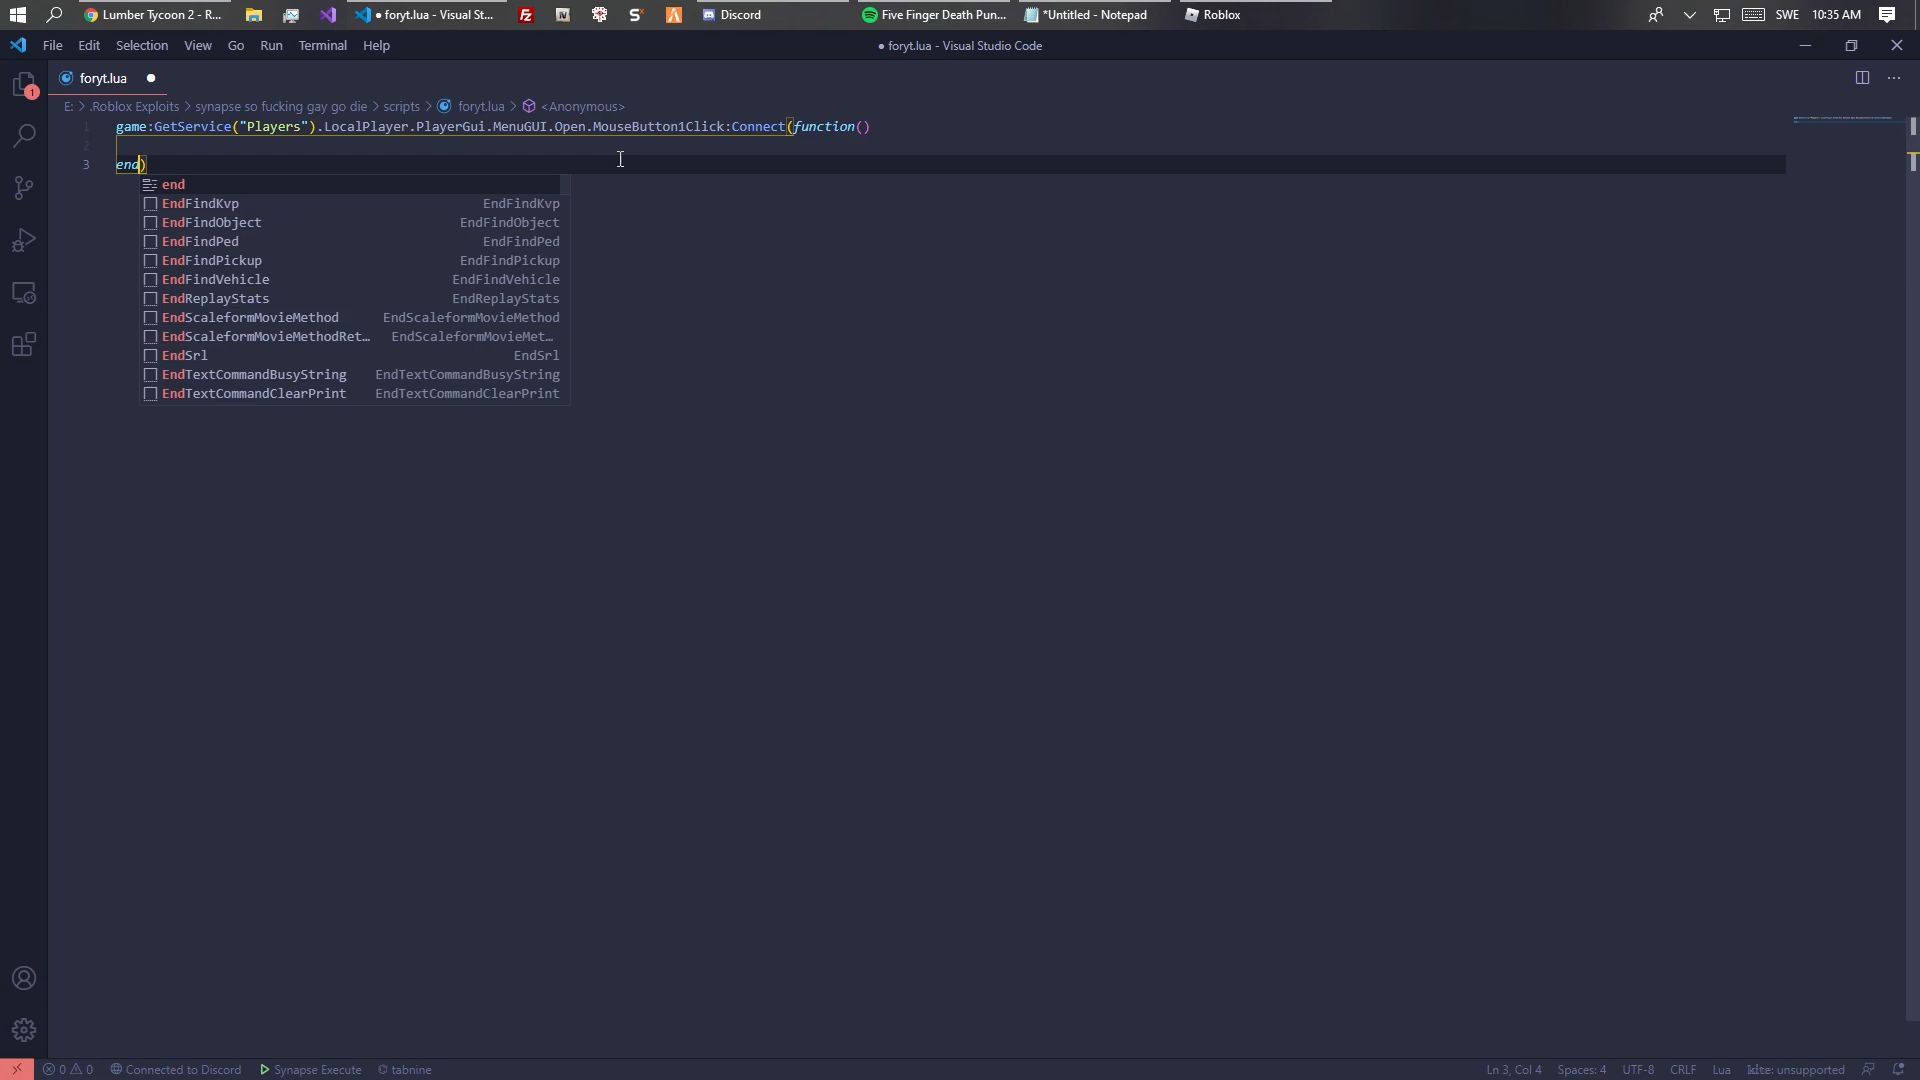 Lumber Tycoon 2 - R...
foryt.lua - Visual St...
Discord
Five Finger Death Pun...
*Untitled - Notepad
Roblox
SWE
10:35 AM
File Edit Selection View Go Run Terminal Help
● foryt.lua - Visual Studio Code
1
foryt.lua
E: > .Roblox Exploits > synapse so fucking gay go die > scripts > foryt.lua > <Anonymous>
1 game:GetService("Players").LocalPlayer.PlayerGui.MenuGUI.Open.MouseButton1Click:Connect(function()
2
3 end)
end
EndFindKvp EndFindKvp
EndFindObject EndFindObject
EndFindPed EndFindPed
EndFindPickup EndFindPickup
EndFindVehicle EndFindVehicle
EndReplayStats EndReplayStats
EndScaleformMovieMethod EndScaleformMovieMethod
EndScaleformMovieMethodRet… EndScaleformMovieMet…
EndSrl EndSrl
EndTextCommandBusyString EndTextCommandBusyString
EndTextCommandClearPrint EndTextCommandClearPrint
0 0 Connected to Discord Synapse Execute tabnine
Ln 3, Col 4 Spaces: 4 UTF-8 CRLF Lua kite: unsupported